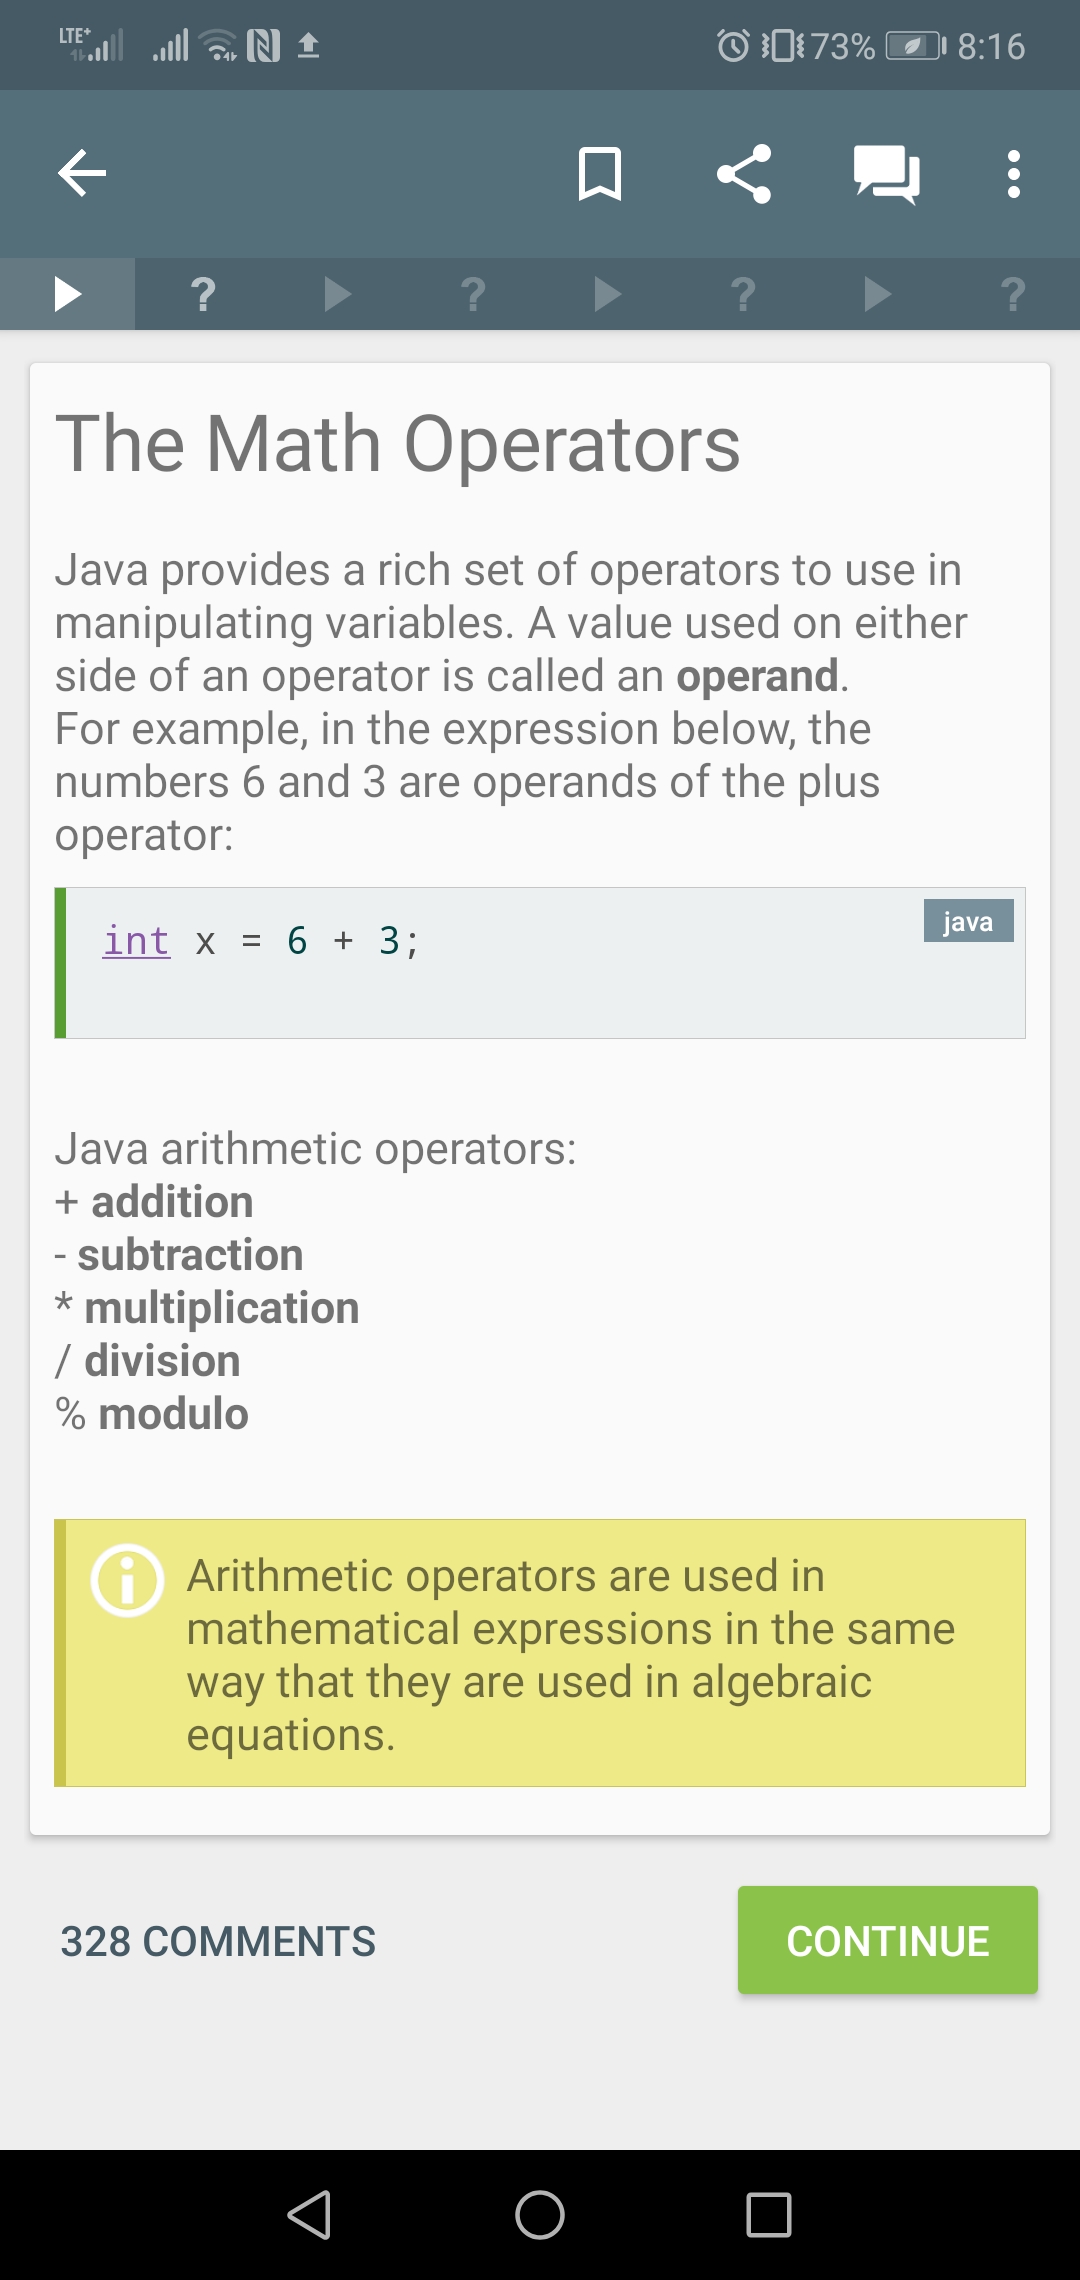 LTE+
73%
8:16
?
?
?
?
The Math Operators
Java provides a rich set of operators to use in
manipulating variables. A value used on either
side of an operator is called an operand.
For example, in the expression below, the
numbers 6 and 3 are operands of the plus
operator:
java
int x = 6 + 3;
Java arithmetic operators:
+ addition
- subtraction
* multiplication
/ division
% modulo
Arithmetic operators are used in
mathematical expressions in the same
way that they are used in algebraic
equations.
328 COMMENTS
CONTINUE